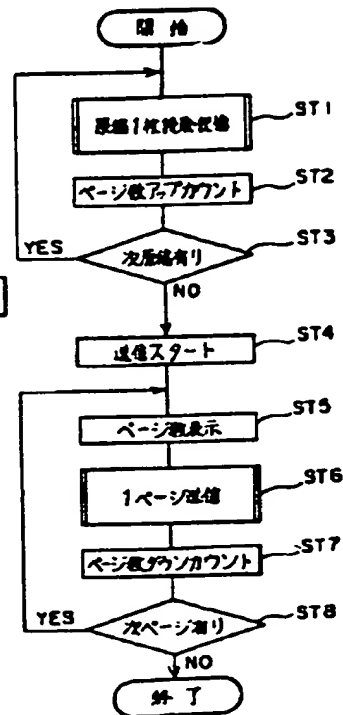 開始
原稿1枚読取記憶
ST1
ページ数アップカウント
ST2
次原稿有り
ST3
YES
NO
送信スタート
ST4
ページ数表示
ST5
1ページ送信
ST6
ページ数ダウンカウント
ST7
次ページ有り
ST8
YES
NO
終了